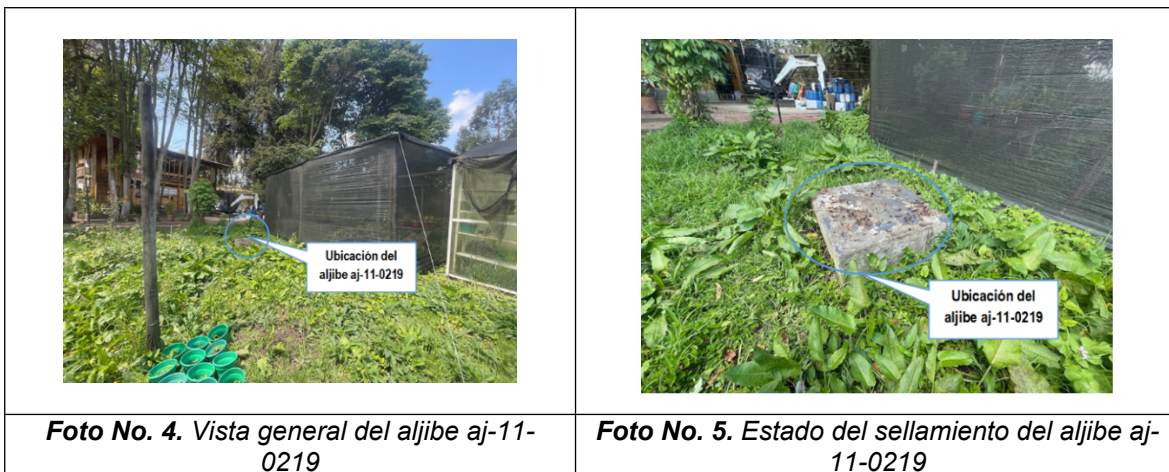 Ubicación del
aljibe aj-11-0219
Ubicación del
aljibe aj-11-0219
Foto No. 4. Vista general del aljibe aj-11-
0219
Foto No. 5. Estado del sellamiento del aljibe aj-
11-0219